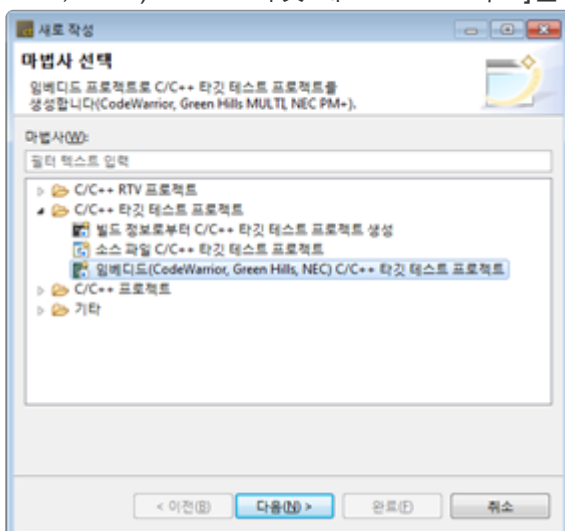 새로 작성
마법사 선택
임베디드 프로젝트로 C/C++ 타깃 테스트 프로젝트를
생성합니다(CodeWarrior, Green Hills MULTI, NEC PM+).
마법사(W):
필터 텍스트 입력
C/C++ RTV 프로젝트
C/C++ 타깃 테스트 프로젝트
빌드 정보로부터 C/C++ 타깃 테스트 프로젝트 생성
소스 파일 C/C++ 타깃 테스트 프로젝트
임베디드(CodeWarrior, Green Hills, NEC) C/C++ 타깃 테스트 프로젝트
C/C++ 프로젝트
기타
< 이전(B) 다음(N) > 완료(F) 취소